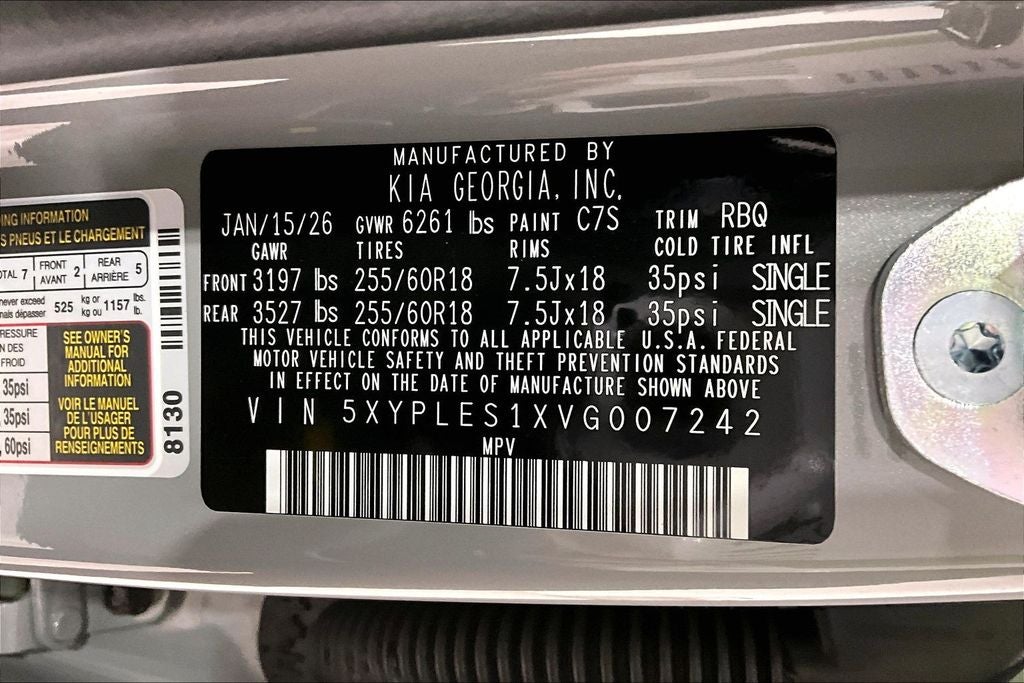 MANUFACTURED BY
KIA GEORGIA, INC.
JAN/15/26 GVWR 6261 lbs PAINT C7S TRIM RBQ
GAWR TIRES RIMS COLD TIRE INFL
FRONT 3197 lbs 255/60R18 7.5Jx18 35psi SINGLE
REAR 3527 lbs 255/60R18 7.5Jx18 35psi SINGLE
THIS VEHICLE CONFORMS TO ALL APPLICABLE U.S.A. FEDERAL
MOTOR VEHICLE SAFETY AND THEFT PREVENTION STANDARDS
IN EFFECT ON THE DATE OF MANUFACTURE SHOWN ABOVE
VIN 5XYPLES1XVG007242
MPV
INFORMATION
PNEUS ET LE CHARGEMENT
7 FRONT 2 REAR 5
AVANT ARRIÈRE
never exceed 525 kg or 1157 lbs.
dépasser kg ou lb.
DES
FROID
35psi
35psi
60psi
SEE OWNER'S
MANUAL FOR
ADDITIONAL
INFORMATION
VOIR LE MANUEL
DE L'USAGER
POUR PLUS DE
RENSEIGNEMENTS
8130